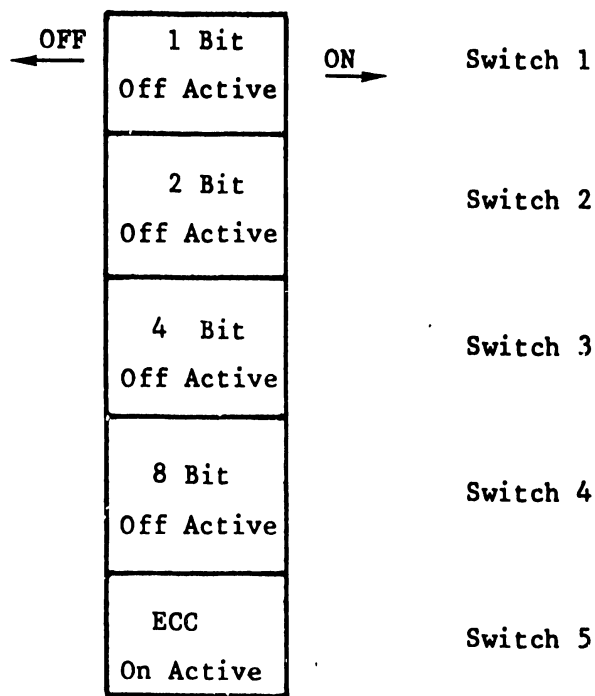 OFF 1 Bit ON Switch 1
Off Active
2 Bit Switch 2
Off Active
4 Bit Switch 3
Off Active
8 Bit Switch 4
Off Active
ECC Switch 5
On Active